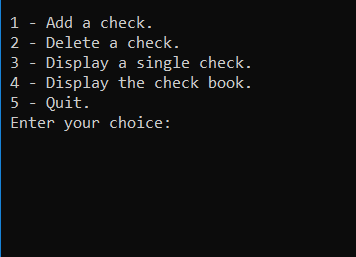 1 - Add a check.
2 - Delete a check.
3 - Display a single check.
4 - Display the check book.
5 - Quit.
Enter your choice: